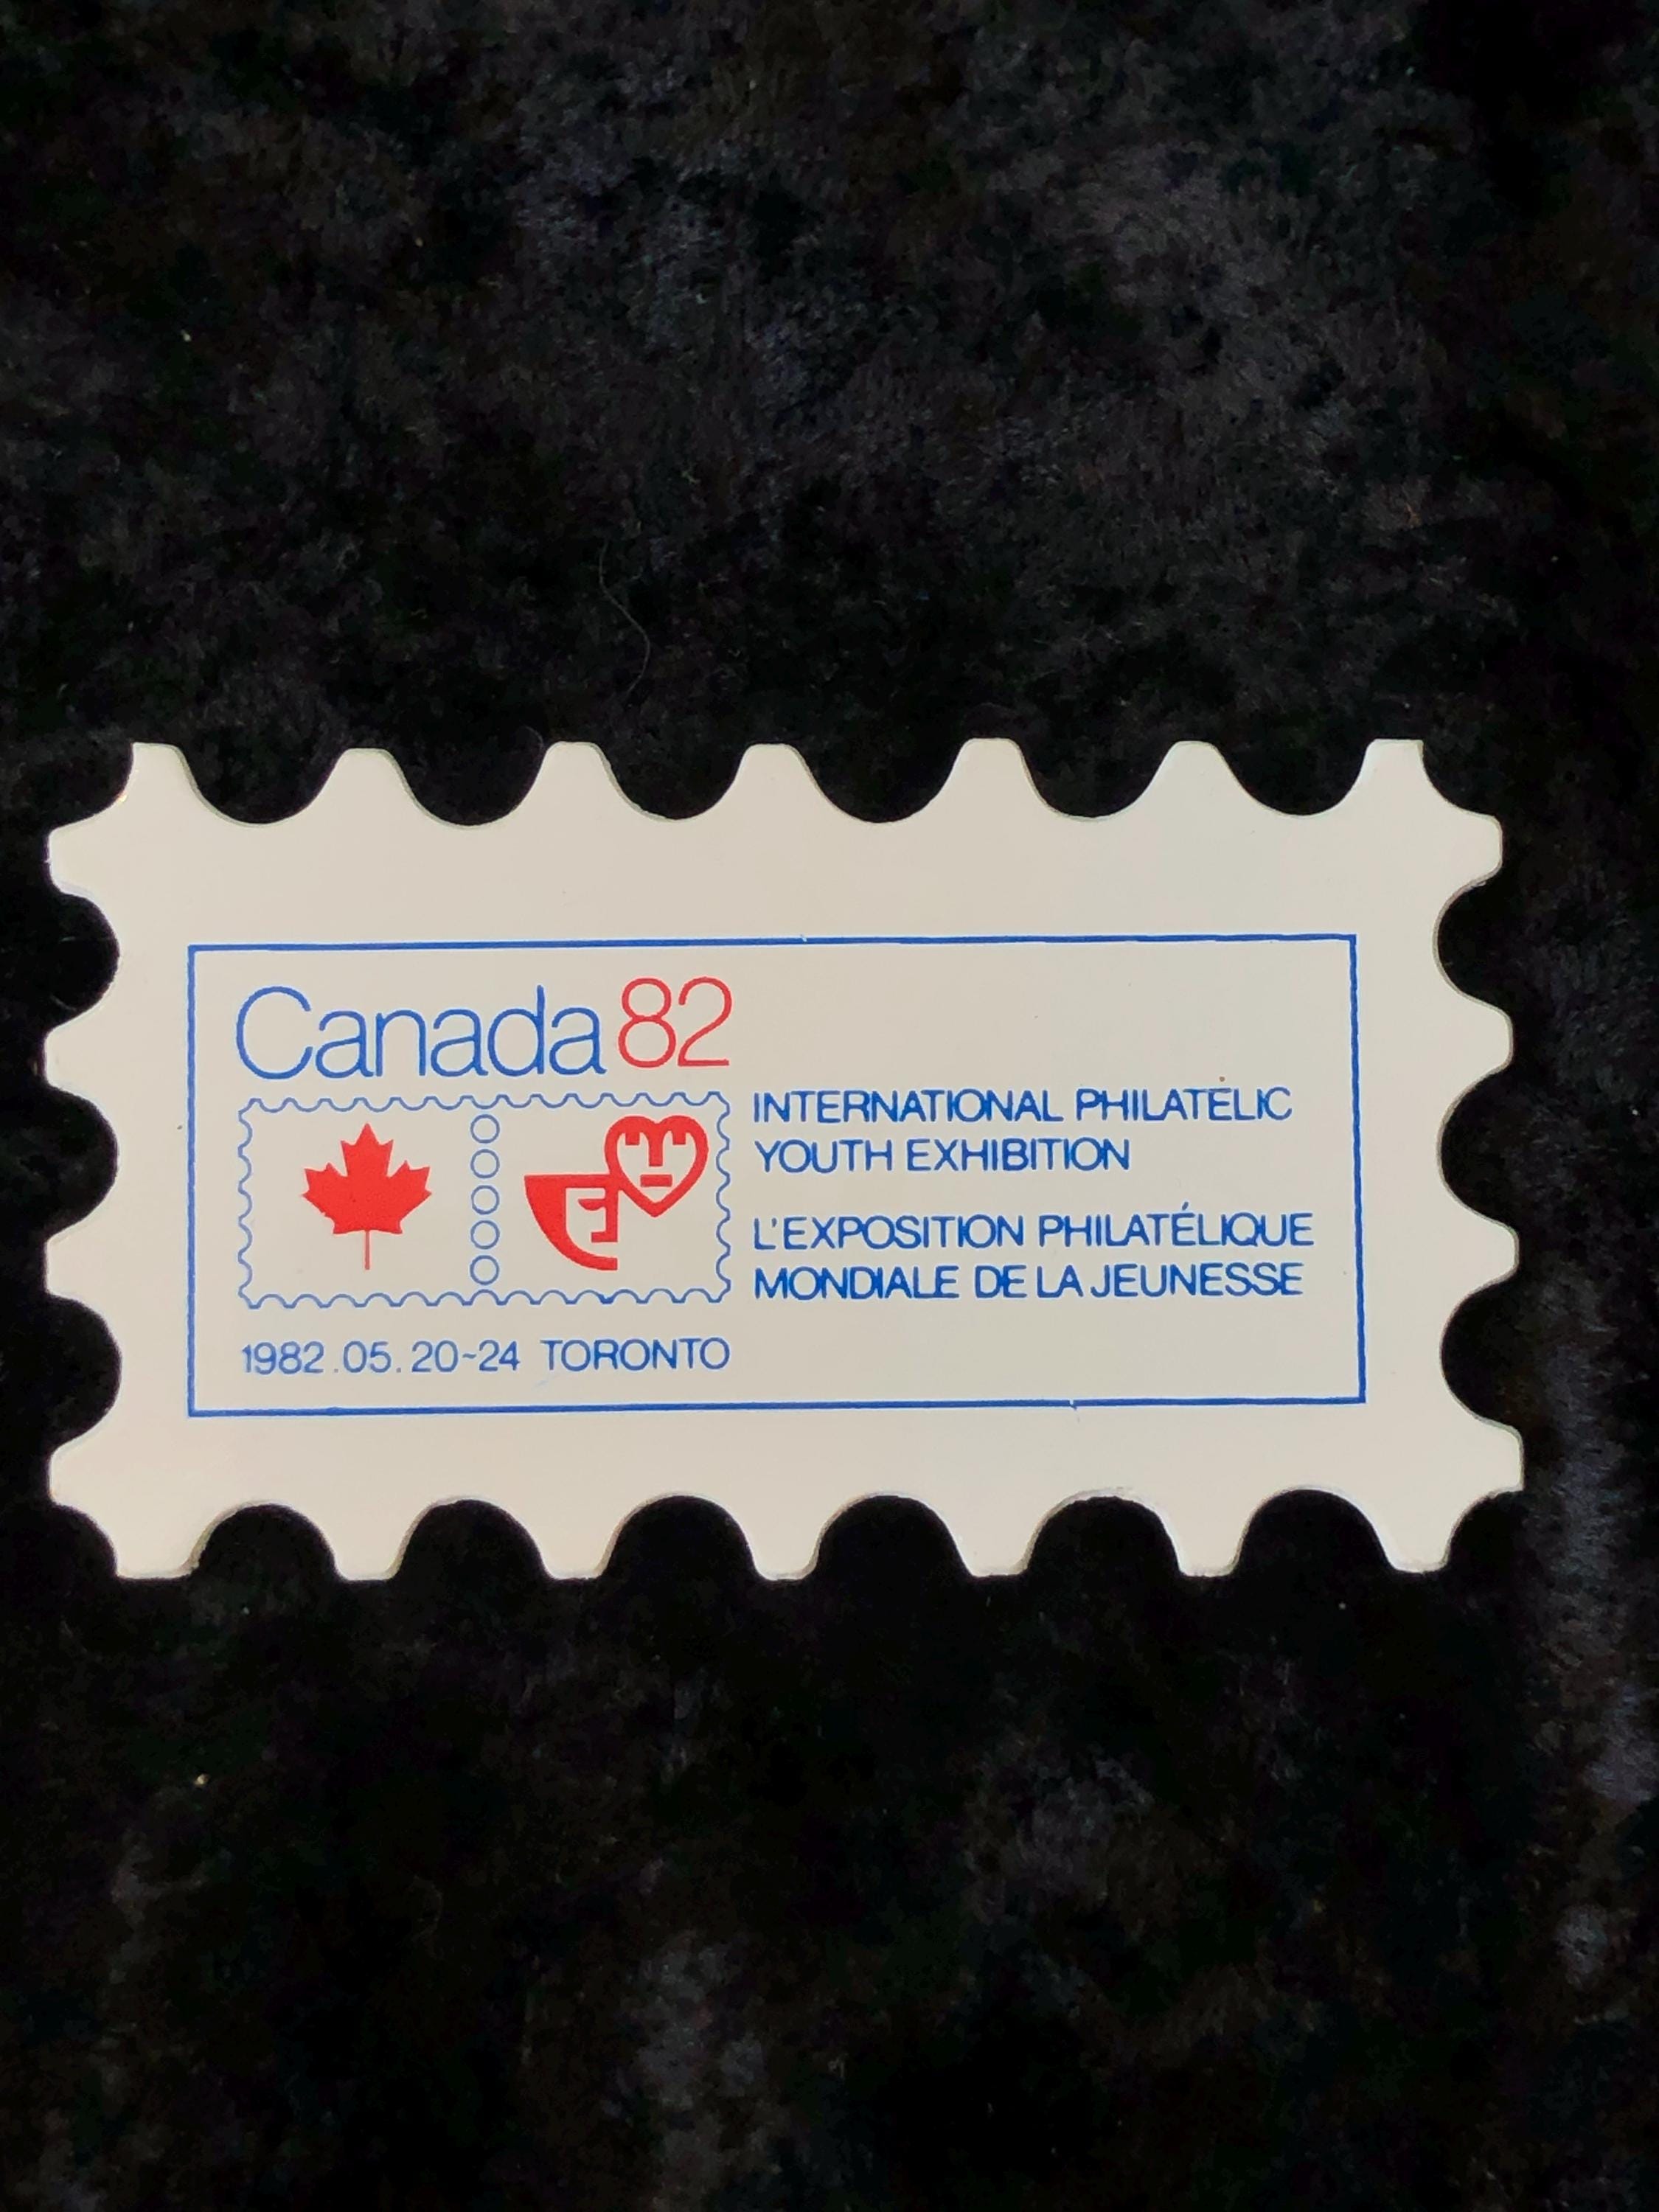 Canada 82
INTERNATIONAL PHILATELIC
YOUTH EXHIBITION
L'EXPOSITION PHILATÉLIQUE
MONDIALE DE LA JEUNESSE
1982.05.20-24 TORONTO